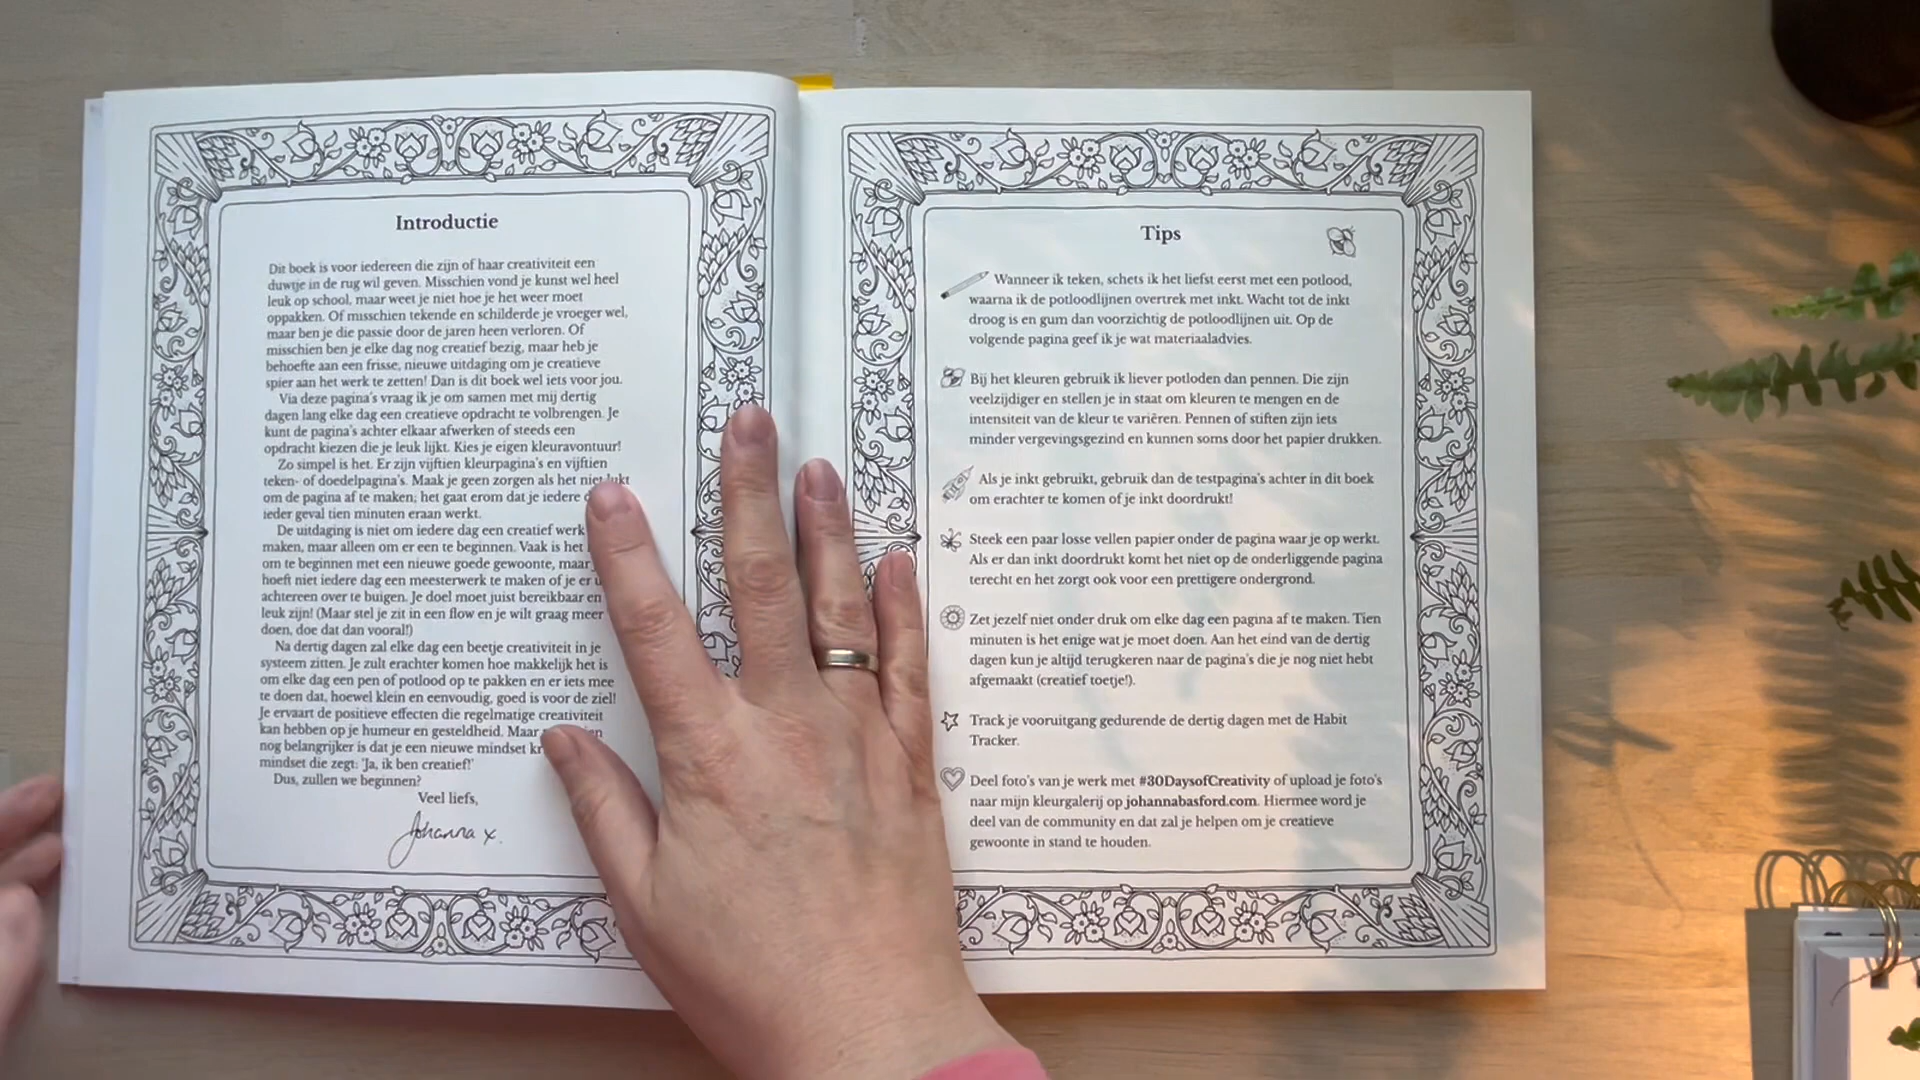 Introductie
Dit boek is voor iedereen die zijn of haar creativiteit een
duwtje in de rug wil geven. Misschien vond je kunst wel heel
leuk op school, maar weet je niet hoe je het weer moet
oppakken. Of misschien tekende en schilderde je vroeger wel,
maar ben je die passie door de jaren heen verloren. Of
misschien ben je elke dag nog creatief bezig, maar heb je
behoefte aan een frisse, nieuwe uitdaging om je creatieve
spier aan het werk te zetten! Dan is dit boek wel iets voor jou.
Via deze pagina's vraag ik je om samen met mij dertig
dagen lang elke dag een creatieve opdracht te volbrengen. Je
kunt de pagina's achter elkaar afwerken of steeds een
opdracht kiezen die je leuk lijkt. Kies je eigen kleuravontuur!
Zo simpel is het. Er zijn vijftien kleurpagina's en vijftien
teken- of doedelpagina's. Maak je geen zorgen als het niet lukt
om de pagina af te maken; het gaat erom dat je iedere
ieder geval tien minuten eraan werkt.
De uitdaging is niet om iedere dag een creatief werk
maken, maar alleen om er een te beginnen. Vaak is het
om te beginnen met een nieuwe goede gewoonte, maar
hoeft niet iedere dag een meesterwerk te maken of je er
achtereen over te buigen. Je doel moet juist bereikbaar en
leuk zijn! (Maar stel je zit in een flow en je wilt graag meer
doen, doe dat dan vooral!)
Na dertig dagen zal elke dag een beetje creativiteit in je
systeem zitten. Je zult erachter komen hoe makkelijk het is
om elke dag een pen of potlood op te pakken en er iets mee
te doen dat, hoewel klein en eenvoudig, goed is voor de ziel!
Je ervaart de positieve effecten die regelmatige creativiteit
kan hebben op je humeur en gesteldheid. Maar
nog belangrijker is dat je een nieuwe mindset
mindset die zegt: 'Ja, ik ben creatief!'
Dus, zullen we beginnen?
Veel liefs,
Johanna x.
Tips
Wanneer ik teken, schets ik het liefst eerst met een potlood,
waarna ik de potloodlijnen overtrek met inkt. Wacht tot de inkt
droog is en gum dan voorzichtig de potloodlijnen uit. Op de
volgende pagina geef ik je wat materiaaladvies.
Bij het kleuren gebruik ik liever potloden dan pennen. Die zijn
veelzijdiger en stellen je in staat om kleuren te mengen en de
intensiteit van de kleur te variëren. Pennen of stiften zijn iets
minder vergevingsgezind en kunnen soms door het papier drukken.
Als je inkt gebruikt, gebruik dan de testpagina's achter in dit boek
om erachter te komen of je inkt doordrukt!
Steek een paar losse vellen papier onder de pagina waar je op werkt.
Als er dan inkt doordrukt komt het niet op de onderliggende pagina
terecht en het zorgt ook voor een prettigere ondergrond.
Zet jezelf niet onder druk om elke dag een pagina af te maken. Tien
minuten is het enige wat je moet doen. Aan het eind van de dertig
dagen kun je altijd terugkeren naar de pagina's die je nog niet hebt
afgemaakt (creatief toetje!).
Track je vooruitgang gedurende de dertig dagen met de Habit
Tracker.
Deel foto's van je werk met #30DaysofCreativity of upload je foto's
naar mijn kleurgalerij op johannabasford.com. Hiermee word je
deel van de community en dat zal je helpen om je creatieve
gewoonte in stand te houden.